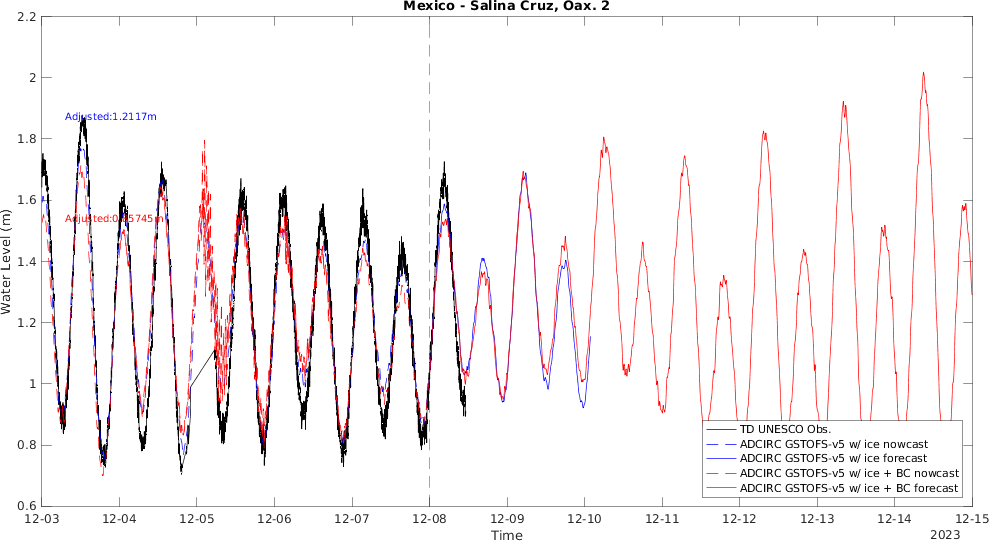 Mexico - Salina Cruz, Oax. 2
2.2
2
1.8
1.6
1.4
1.2
1
0.8
0.6
Water Level (m)
Adjusted:1.2117m
TD UNESCO Obs.
ADCIRC GSTOFS-v5 w/ ice nowcast
ADCIRC GSTOFS-v5 w/ ice forecast
ADCIRC GSTOFS-v5 w/ ice + BC nowcast
ADCIRC GSTOFS-v5 w/ ice + BC forecast
12-03 12-04 12-05 12-06 12-07 12-08 12-09 12-10 12-11 12-12 12-13 12-14 12-15
Time
2023